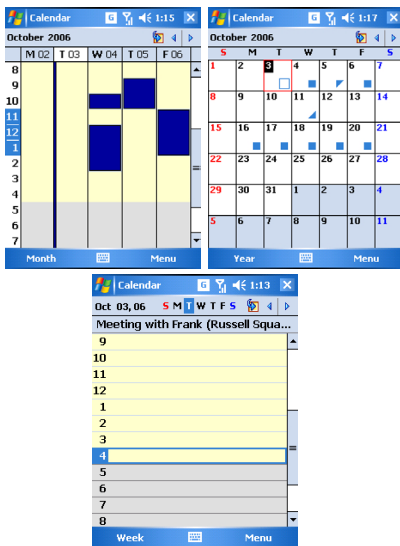 Calendar G 1:15
October 2006
M 02 T 03 W 04 T 05 F 06
8
9
10
11
12
1
2
3
4
5
6
7
Month Menu
Calendar G 1:17
October 2006
S M T W T F S
1 2 3 4 5 6 7
8 9 10 11 12 13 14
15 16 17 18 19 20 21
22 23 24 25 26 27 28
29 30 31 1 2 3 4
5 6 7 8 9 10 11
Year Menu
Calendar G 1:13
Oct 03, 06 S M T W T F S
Meeting with Frank (Russell Squa...
9
10
11
12
1
2
3
4
5
6
7
8
Week Menu